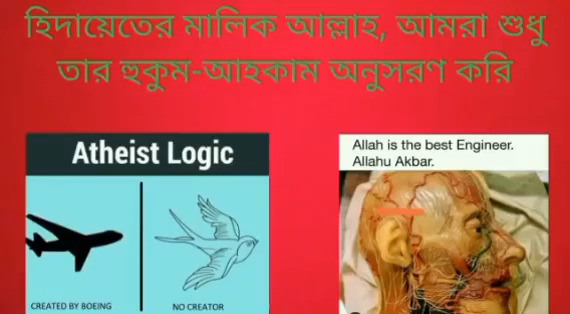 হিদায়েতের মালিক আল্লাহ, আমরা শুধু
তার হুকুম-আহকাম অনুসরণ করি
Atheist Logic
CREATED BY BOEING
NO CREATOR
Allah is the best Engineer.
Allahu Akbar.